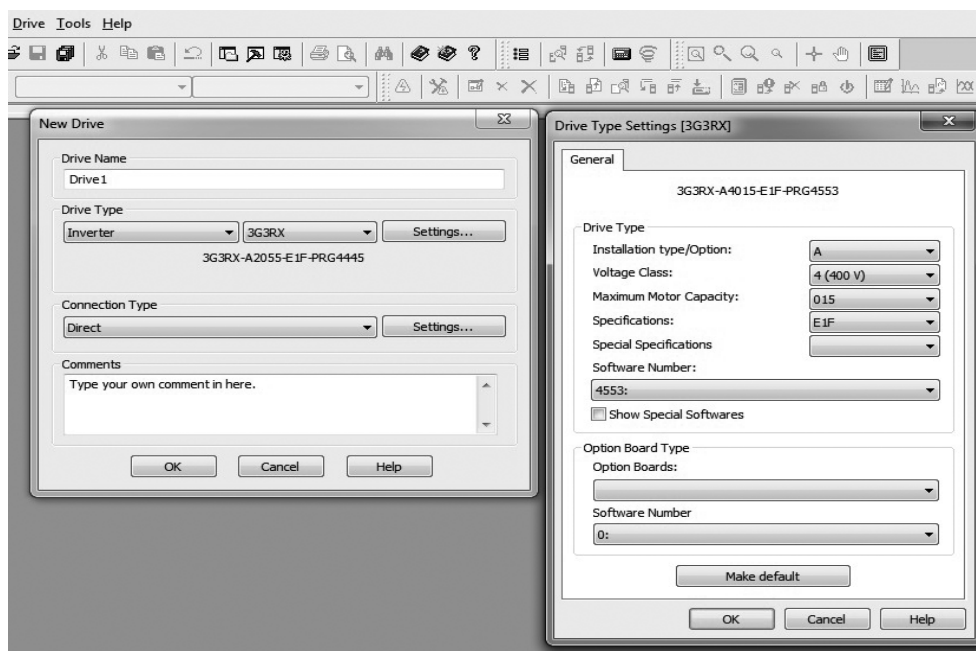 Drive Tools Help
New Drive
Drive Name
Drive1
Drive Type
Inverter 3G3RX Settings...
3G3RX-A2055-E1F-PRG4445
Connection Type
Direct Settings...
Comments
Type your own comment in here.
OK Cancel Help
Drive Type Settings [3G3RX]
General
3G3RX-A4015-E1F-PRG4553
Drive Type
Installation type/Option: A
Voltage Class: 4 (400 V)
Maximum Motor Capacity: 015
Specifications: E1F
Special Specifications
Software Number:
4553:
Show Special Softwares
Option Board Type
Option Boards:
Software Number
0:
Make default
OK Cancel Help